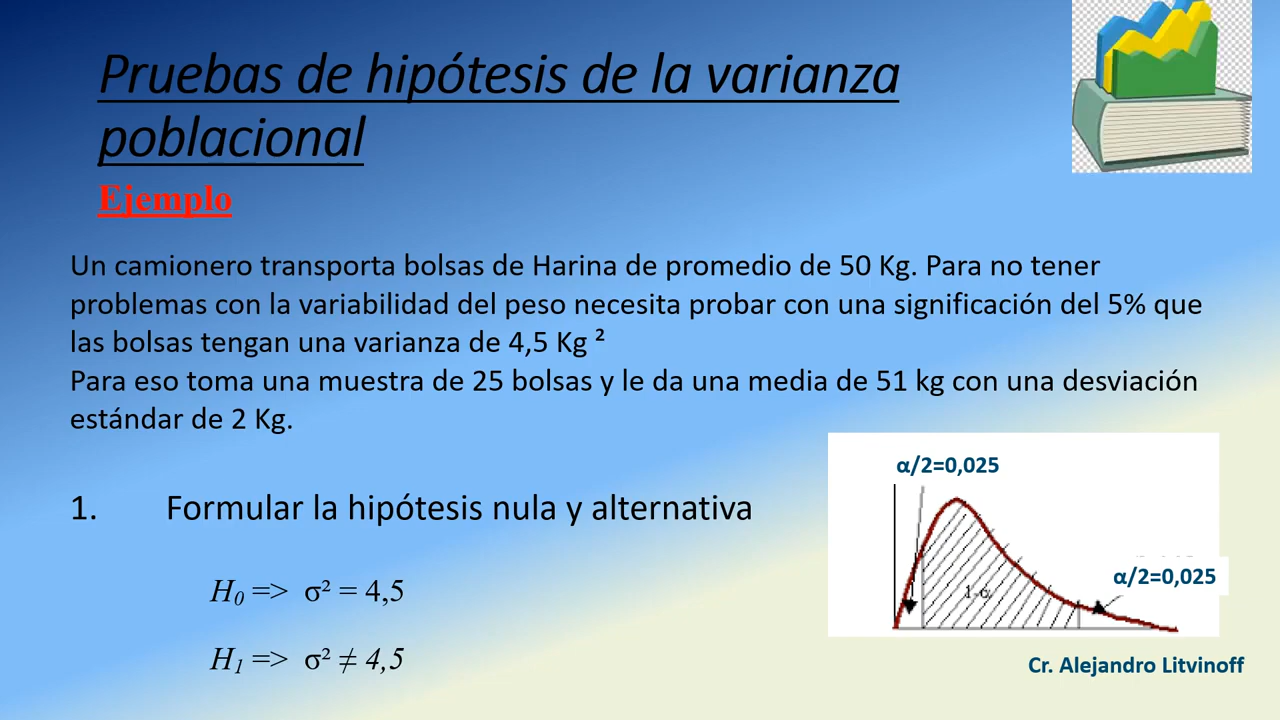 Pruebas de hipótesis de la varianza
poblacional
Ejemplo
Un camionero transporta bolsas de Harina de promedio de 50 Kg. Para no tener
problemas con la variabilidad del peso necesita probar con una significación del 5% que
las bolsas tengan una varianza de 4,5 Kg ²
Para eso toma una muestra de 25 bolsas y le da una media de 51 kg con una desviación
estándar de 2 Kg.
1. Formular la hipótesis nula y alternativa
H₀ => σ² = 4,5
H₁ => σ² ≠ 4,5
α/2=0,025
α/2=0,025
1-α
Cr. Alejandro Litvinoff